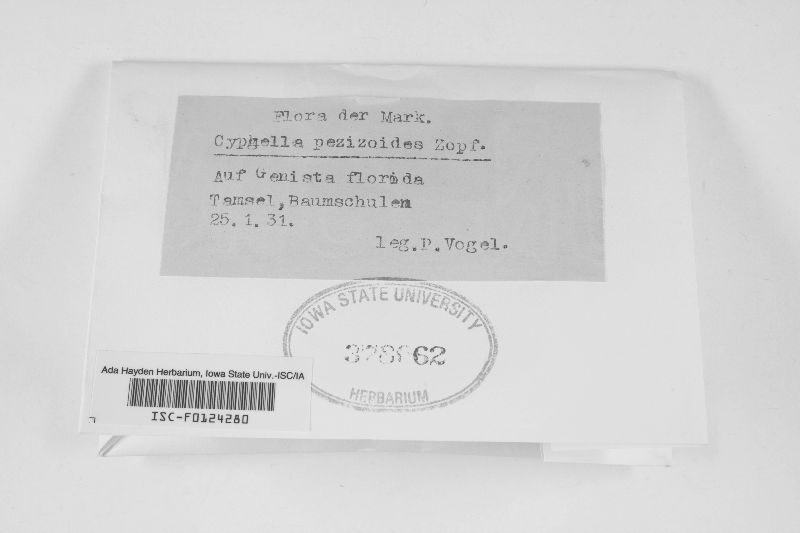 Flora der Mark.
Cyphella pezizoides Zopf.
Auf Genista florida
Tamsel, Baumschulen
25. 1. 31.
leg. P. Vogel.
IOWA STATE UNIVERSITY
HERBARIUM
Ada Hayden Herbarium, Iowa State Univ.-ISC/IA
ISC-F0124280